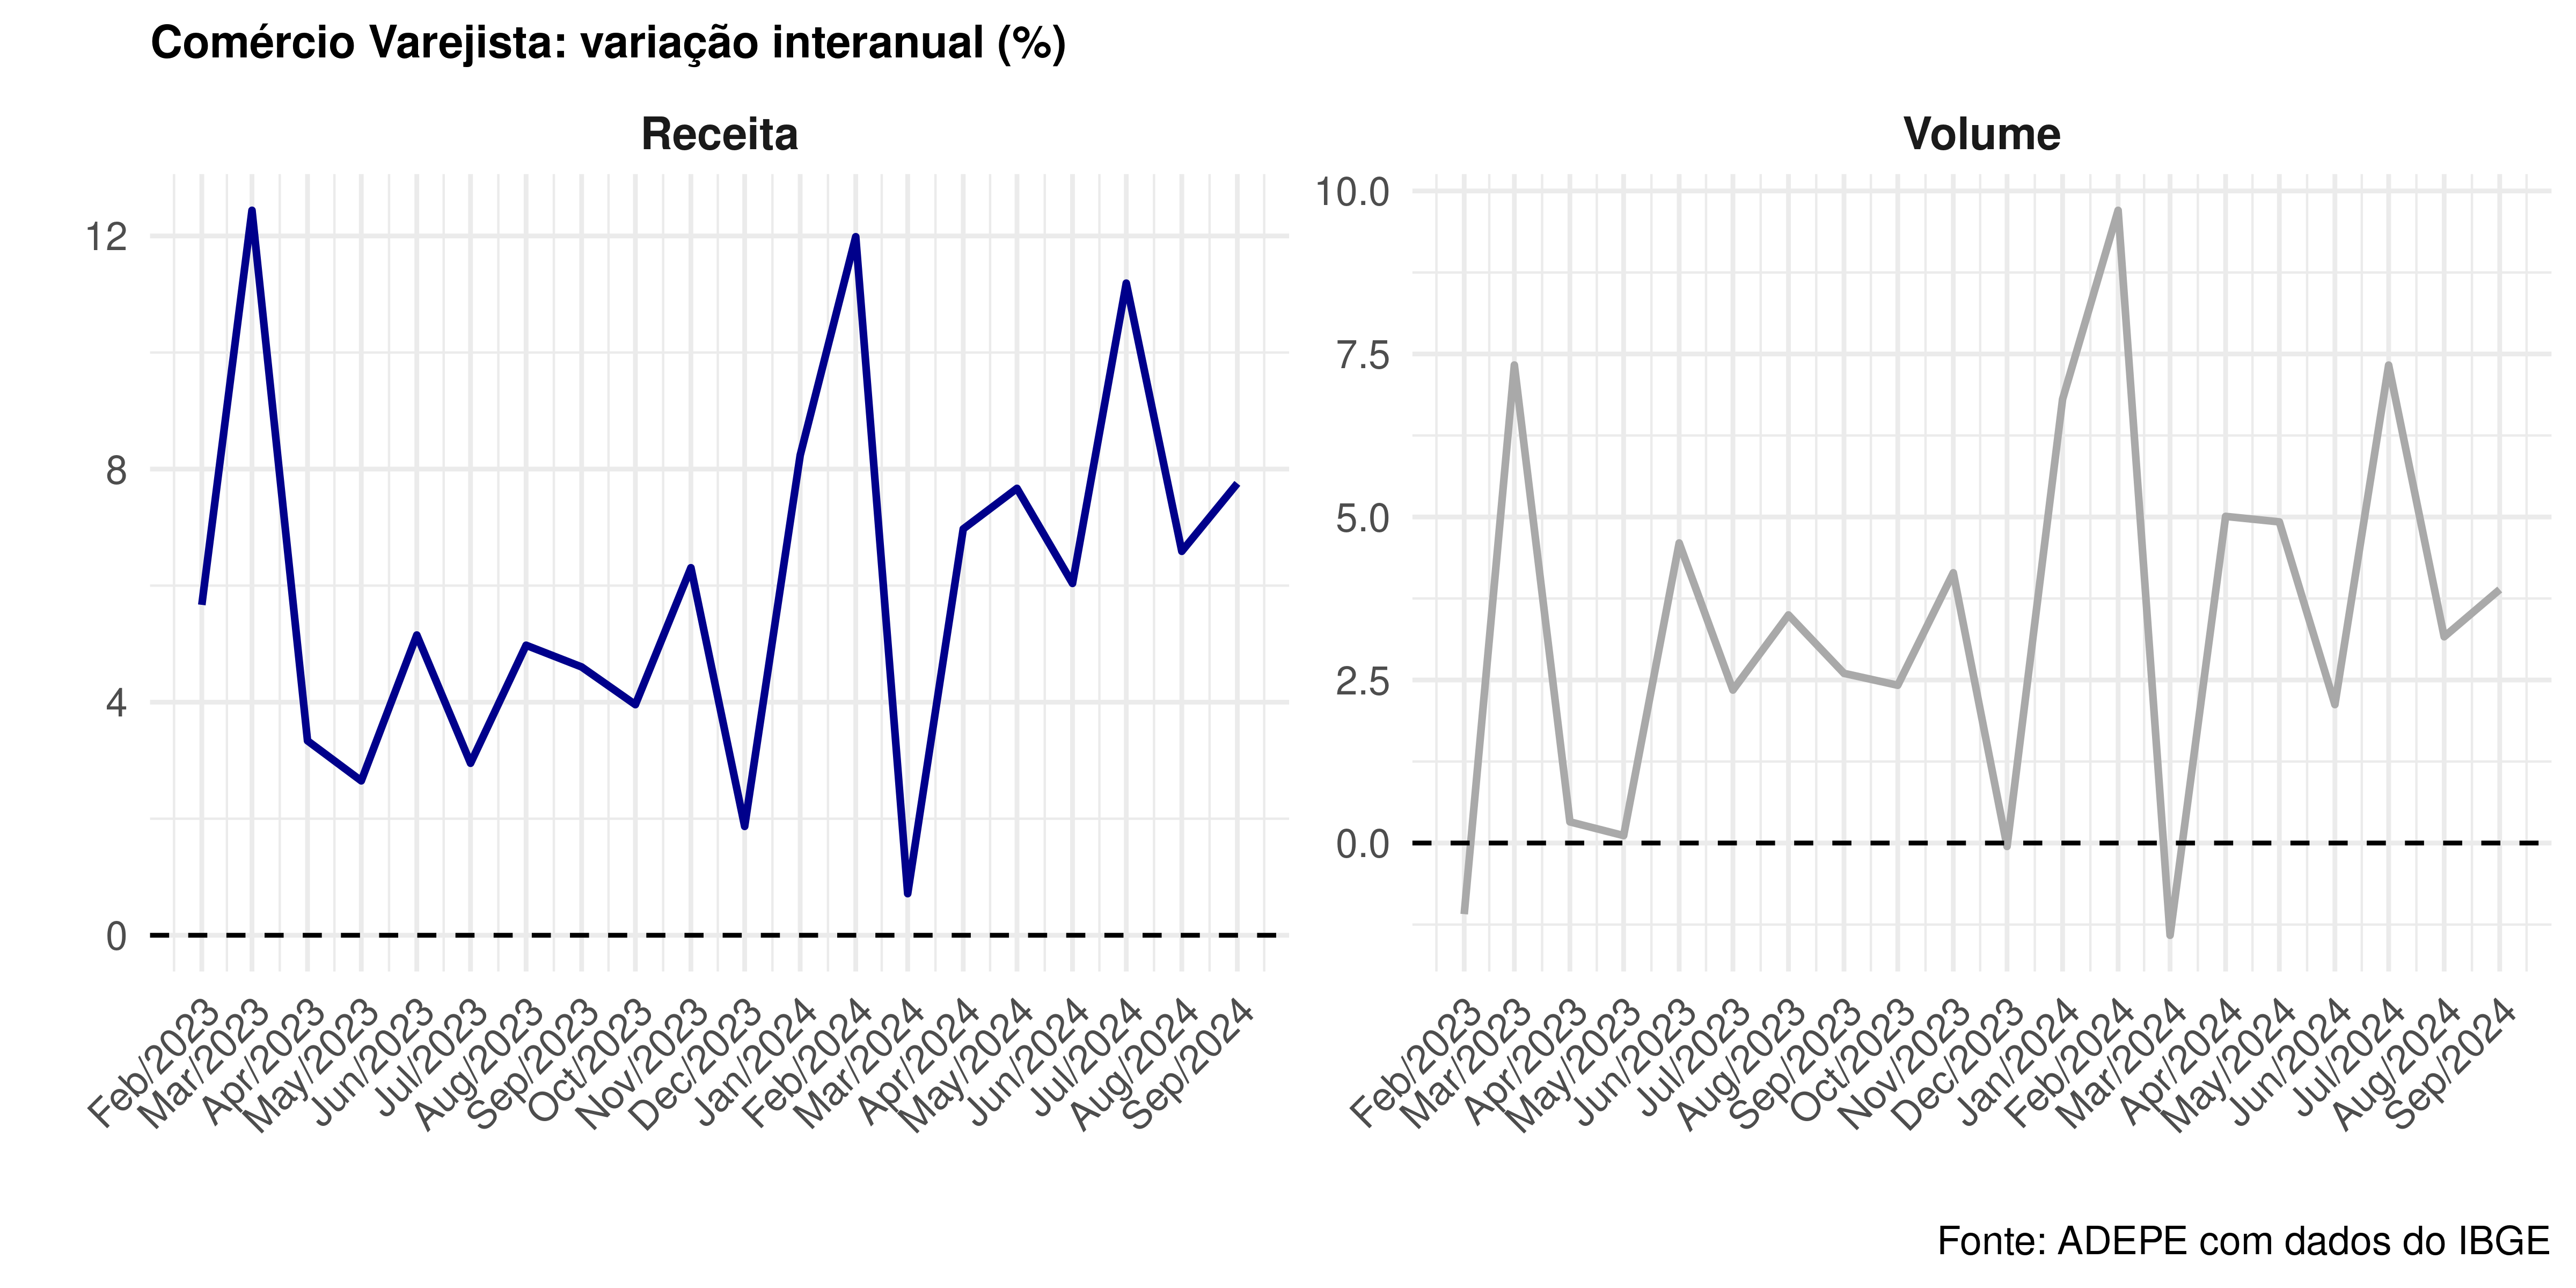 Comércio Varejista: variação interanual (%)
Receita
12
8
4
0
Feb/2023
Mar/2023
Apr/2023
May/2023
Jun/2023
Jul/2023
Aug/2023
Sep/2023
Oct/2023
Nov/2023
Dec/2023
Jan/2024
Feb/2024
Mar/2024
Apr/2024
May/2024
Jun/2024
Jul/2024
Aug/2024
Sep/2024
Volume
10.0
7.5
5.0
2.5
0.0
Feb/2023
Mar/2023
Apr/2023
May/2023
Jun/2023
Jul/2023
Aug/2023
Sep/2023
Oct/2023
Nov/2023
Dec/2023
Jan/2024
Feb/2024
Mar/2024
Apr/2024
May/2024
Jun/2024
Jul/2024
Aug/2024
Sep/2024
Fonte: ADEPE com dados do IBGE